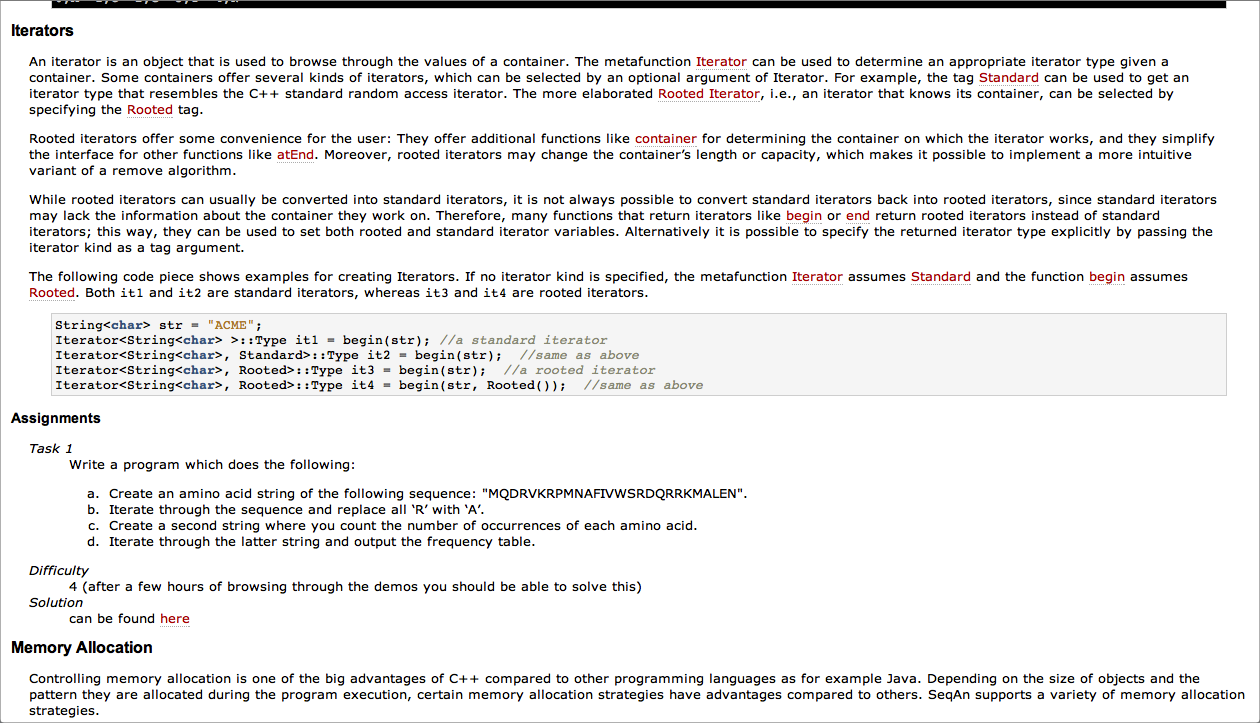 Iterators
An iterator is an object that is used to browse through the values of a container. The metafunction Iterator can be used to determine an appropriate iterator type given a
container. Some containers offer several kinds of iterators, which can be selected by an optional argument of Iterator. For example, the tag Standard can be used to get an
iterator type that resembles the C++ standard random access iterator. The more elaborated Rooted Iterator, i.e., an iterator that knows its container, can be selected by
specifying the Rooted tag.
Rooted iterators offer some convenience for the user: They offer additional functions like container for determining the container on which the iterator works, and they simplify
the interface for other functions like atEnd. Moreover, rooted iterators may change the container’s length or capacity, which makes it possible to implement a more intuitive
variant of a remove algorithm.
While rooted iterators can usually be converted into standard iterators, it is not always possible to convert standard iterators back into rooted iterators, since standard iterators
may lack the information about the container they work on. Therefore, many functions that return iterators like begin or end return rooted iterators instead of standard
iterators; this way, they can be used to set both rooted and standard iterator variables. Alternatively it is possible to specify the returned iterator type explicitly by passing the
iterator kind as a tag argument.
The following code piece shows examples for creating Iterators. If no iterator kind is specified, the metafunction Iterator assumes Standard and the function begin assumes
Rooted. Both it1 and it2 are standard iterators, whereas it3 and it4 are rooted iterators.
String<char> str = "ACME";
Iterator<String<char> >::Type it1 = begin(str); //a standard iterator
Iterator<String<char>, Standard>::Type it2 = begin(str);  //same as above
Iterator<String<char>, Rooted>::Type it3 = begin(str);  //a rooted iterator
Iterator<String<char>, Rooted>::Type it4 = begin(str, Rooted());  //same as above
Assignments
Task 1
Write a program which does the following:
a. Create an amino acid string of the following sequence: "MQDRVKRPMNAFIVWSRDQRRKMALEN".
b. Iterate through the sequence and replace all ‘R’ with ‘A’.
c. Create a second string where you count the number of occurrences of each amino acid.
d. Iterate through the latter string and output the frequency table.
Difficulty
4 (after a few hours of browsing through the demos you should be able to solve this)
Solution
can be found here
Memory Allocation
Controlling memory allocation is one of the big advantages of C++ compared to other programming languages as for example Java. Depending on the size of objects and the
pattern they are allocated during the program execution, certain memory allocation strategies have advantages compared to others. SeqAn supports a variety of memory allocation
strategies.